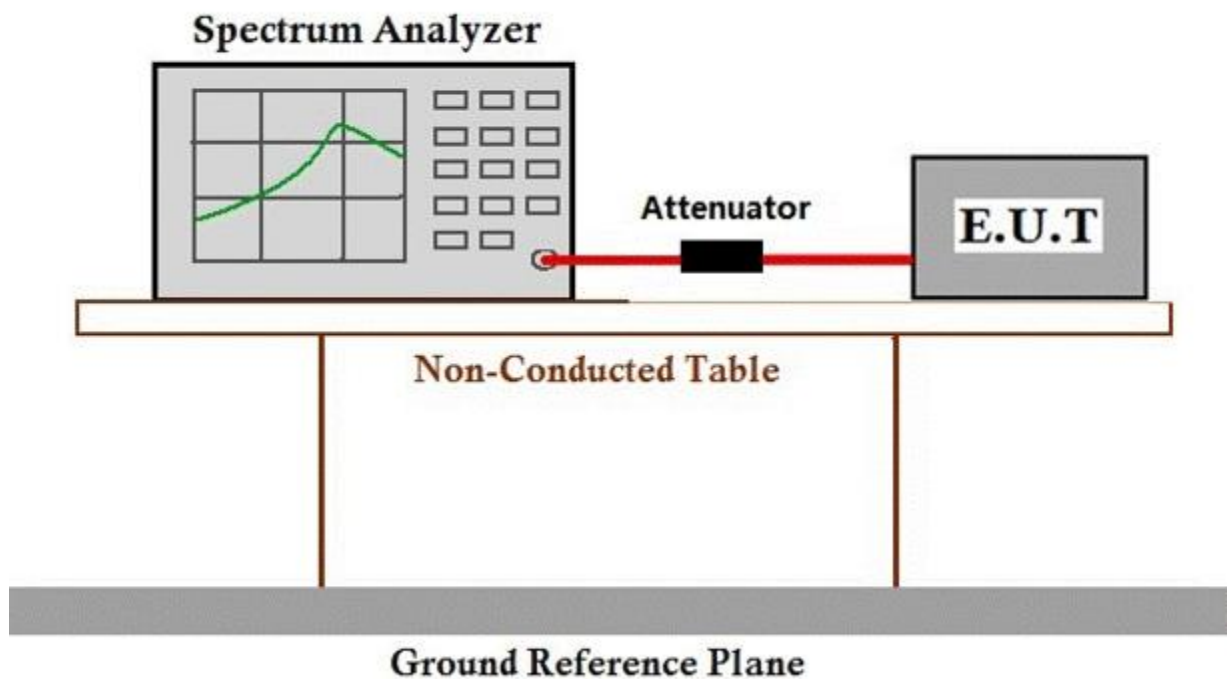 Spectrum Analyzer
Attenuator
E.U.T
Non-Conducted Table
Ground Reference Plane